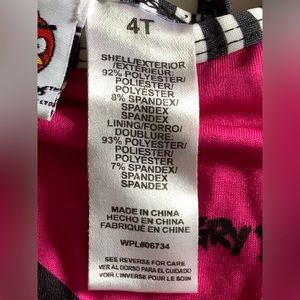 4T
SHELL/EXTERIOR
/EXTÉRIEUR:
92% POLYESTER/
POLIESTER/
POLYESTER
8% SPANDEX/
SPANDEX
SPANDEX
LINING/FORRO/
DOUBLURE:
93% POLYESTER/
POLIESTER/
POLYESTER
7% SPANDEX/
SPANDEX
SPANDEX
MADE IN CHINA
HECHO EN CHINA
FABRIQUÉ EN CHINE
WPL#06734
SEE REVERSE FOR CARE
VER AL DORSO PARA EL CUIDADO
VOIR L'INVERSE POUR LE SOIN